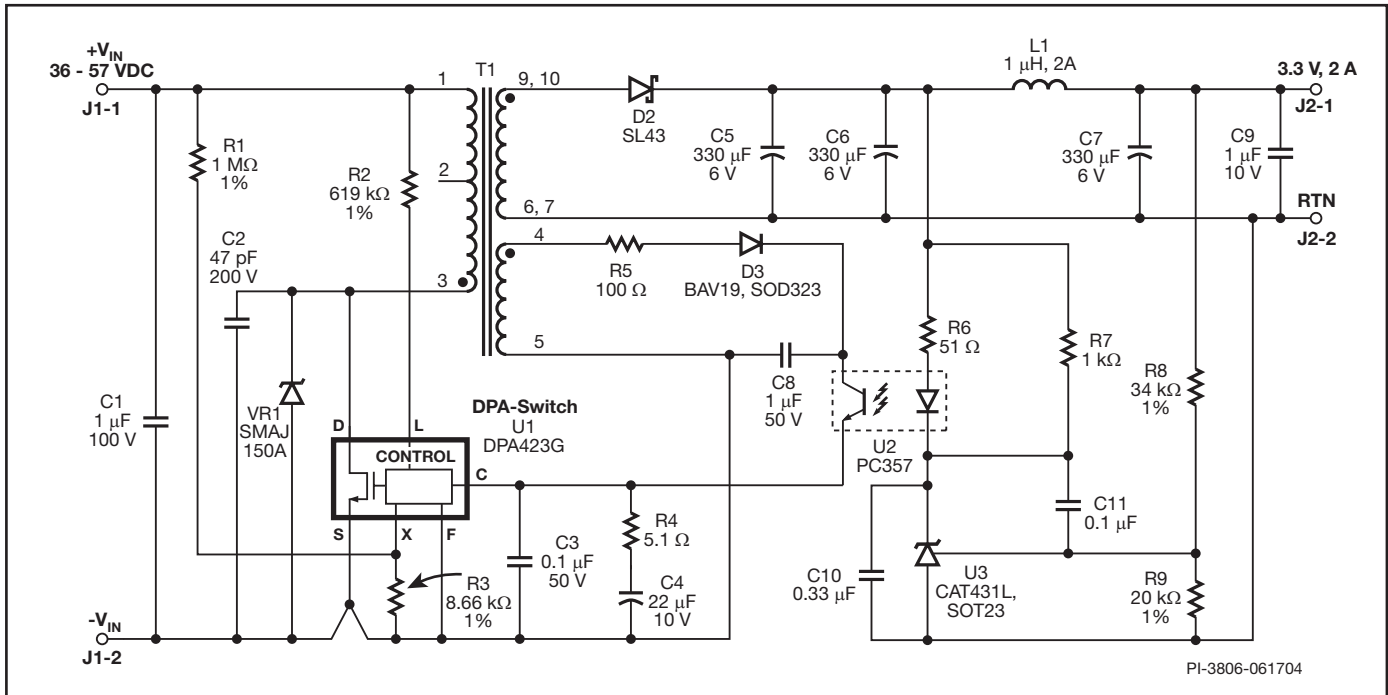 +VIN
36 - 57 VDC
J1-1
R1
1 MΩ
1%
R2
619 kΩ
1%
C2
47 pF
200 V
C1
1 μF
100 V
VR1
SMAJ
150A
-VIN
J1-2
1
2
3
T1
9, 10
6, 7
4
5
D2
SL43
C5
330 μF
6 V
C6
330 μF
6 V
L1
1 μH, 2A
C7
330 μF
6 V
C9
1 μF
10 V
3.3 V, 2 A
J2-1
RTN
J2-2
R5
100 Ω
D3
BAV19, SOD323
C8
1 μF
50 V
R6
51 Ω
R7
1 kΩ
R8
34 kΩ
1%
U2
PC357
DPA-Switch
U1
DPA423G
D
L
CONTROL
C
S
X
F
R3
8.66 kΩ
1%
C3
0.1 μF
50 V
R4
5.1 Ω
C4
22 μF
10 V
C10
0.33 μF
C11
0.1 μF
U3
CAT431L,
SOT23
R9
20 kΩ
1%
PI-3806-061704